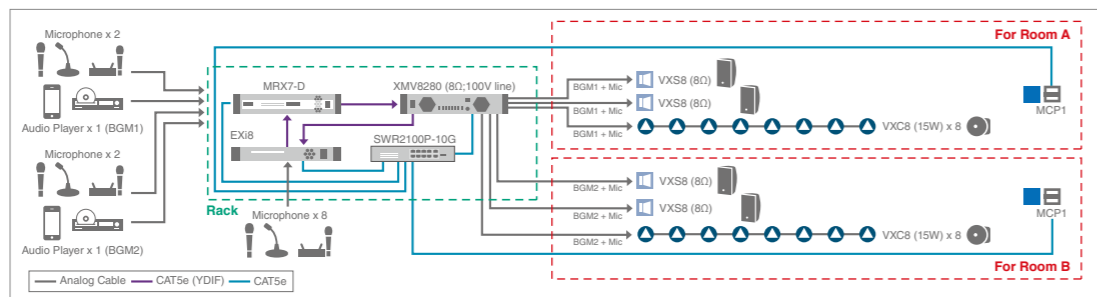 Microphone x 2
Audio Player x 1 (BGM1)
Microphone x 2
Audio Player x 1 (BGM2)
MRX7-D
XMV8280 (8Ω;100V line)
EXi8
SWR2100P-10G
Rack
Microphone x 8
For Room A
BGM1 + Mic
VXS8 (8Ω)
BGM1 + Mic
VXS8 (8Ω)
BGM1 + Mic
VXC8 (15W) x 8
MCP1
BGM2 + Mic
VXS8 (8Ω)
BGM2 + Mic
VXS8 (8Ω)
BGM2 + Mic
VXC8 (15W) x 8
MCP1
For Room B
Analog Cable
CAT5e (YDIF)
CAT5e